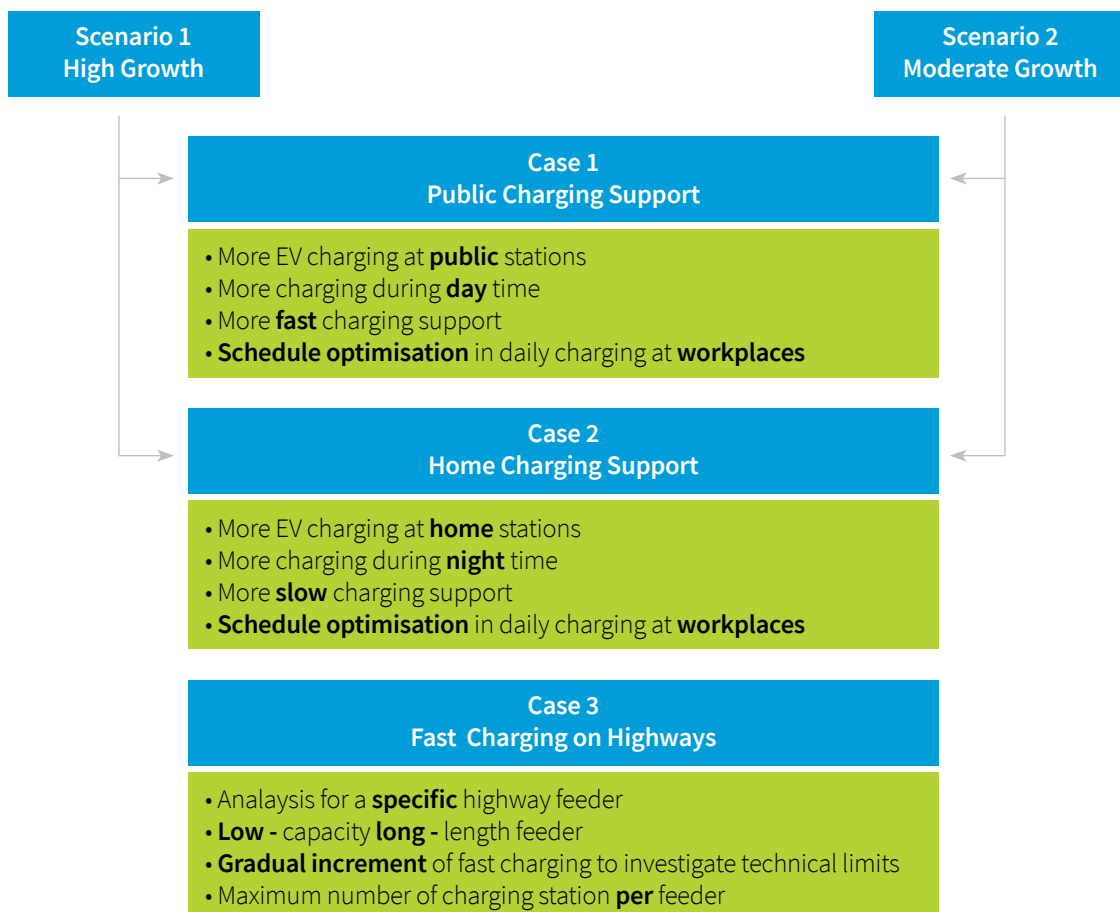 Scenario 1
High Growth
Scenario 2
Moderate Growth
Case 1
Public Charging Support
• More EV charging at public stations
• More charging during day time
• More fast charging support
• Schedule optimisation in daily charging at workplaces
Case 2
Home Charging Support
• More EV charging at home stations
• More charging during night time
• More slow charging support
• Schedule optimisation in daily charging at workplaces
Case 3
Fast Charging on Highways
• Analaysis for a specific highway feeder
• Low - capacity long - length feeder
• Gradual increment of fast charging to investigate technical limits
• Maximum number of charging station per feeder